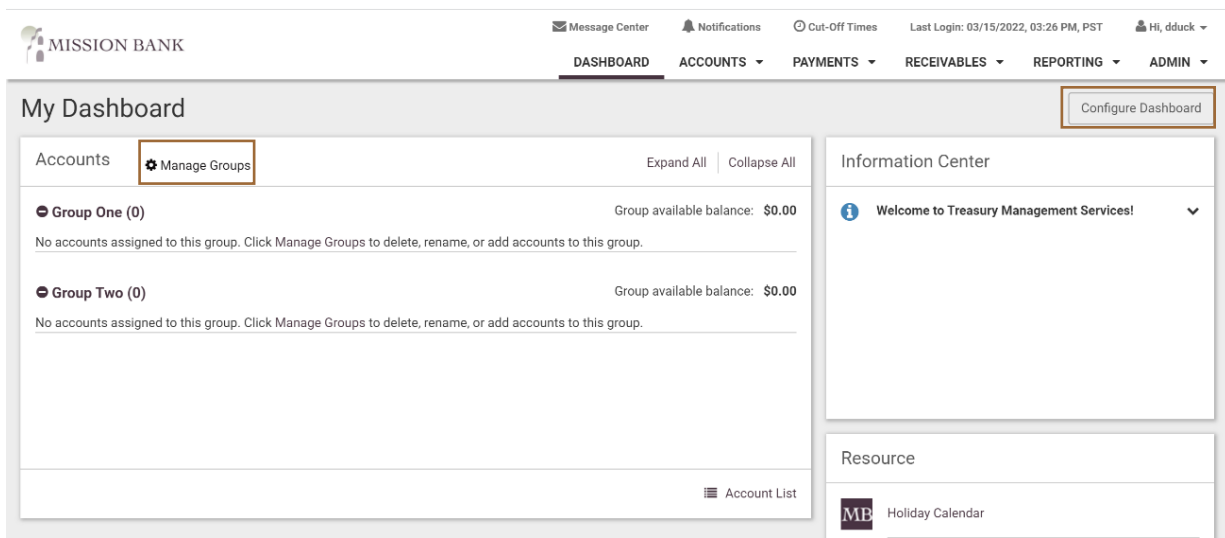 MISSION BANK
Message Center Notifications Cut-Off Times Last Login: 03/15/2022, 03:26 PM, PST Hi, dduck
DASHBOARD ACCOUNTS PAYMENTS RECEIVABLES REPORTING ADMIN
My Dashboard
Configure Dashboard
Accounts Manage Groups Expand All Collapse All
Group One (0) Group available balance: $0.00
No accounts assigned to this group. Click Manage Groups to delete, rename, or add accounts to this group.
Group Two (0) Group available balance: $0.00
No accounts assigned to this group. Click Manage Groups to delete, rename, or add accounts to this group.
Account List
Information Center
Welcome to Treasury Management Services!
Resource
MB Holiday Calendar